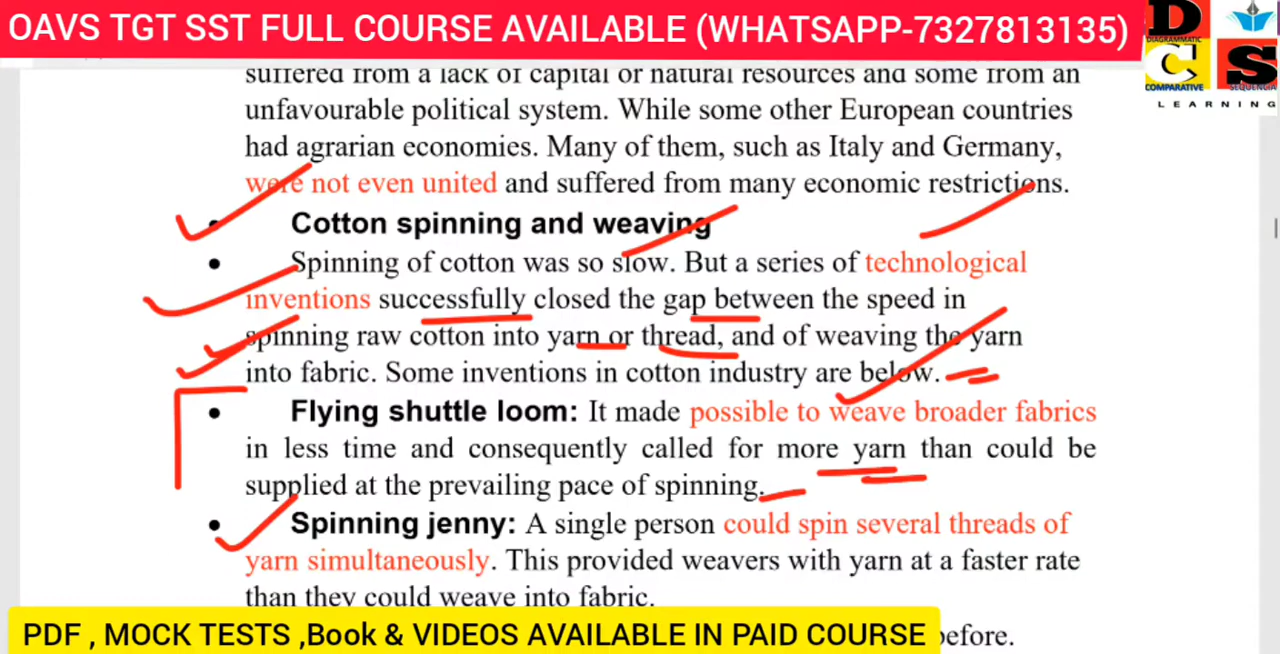 OAVS TGT SST FULL COURSE AVAILABLE (WHATSAPP-7327813135)
D
DIAGRAMMATIC
C
COMPARATIVE
S
SEQUENCIA
LEARNING
suffered from a lack of capital or natural resources and some from an
unfavourable political system. While some other European countries
had agrarian economies. Many of them, such as Italy and Germany,
were not even united and suffered from many economic restrictions.
• Cotton spinning and weaving
• Spinning of cotton was so slow. But a series of technological
inventions successfully closed the gap between the speed in
spinning raw cotton into yarn or thread, and of weaving the yarn
into fabric. Some inventions in cotton industry are below.
• Flying shuttle loom: It made possible to weave broader fabrics
in less time and consequently called for more yarn than could be
supplied at the prevailing pace of spinning.
• Spinning jenny: A single person could spin several threads of
yarn simultaneously. This provided weavers with yarn at a faster rate
than they could weave into fabric.
before.
PDF , MOCK TESTS ,Book & VIDEOS AVAILABLE IN PAID COURSE